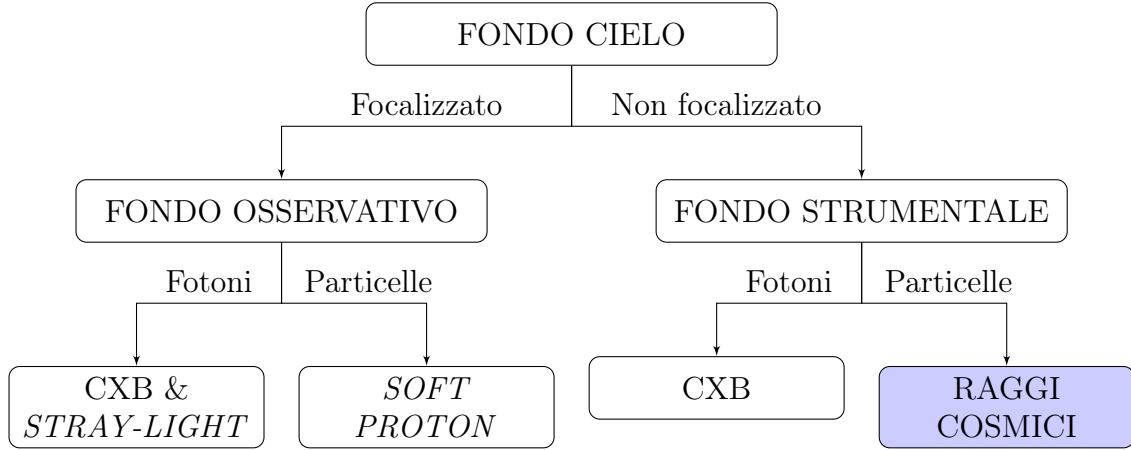 FONDO CIELO
Focalizzato
Non focalizzato
FONDO OSSERVATIVO
FONDO STRUMENTALE
Fotoni
Particelle
Fotoni
Particelle
CXB &
STRAY-LIGHT
SOFT
PROTON
CXB
RAGGI
COSMICI